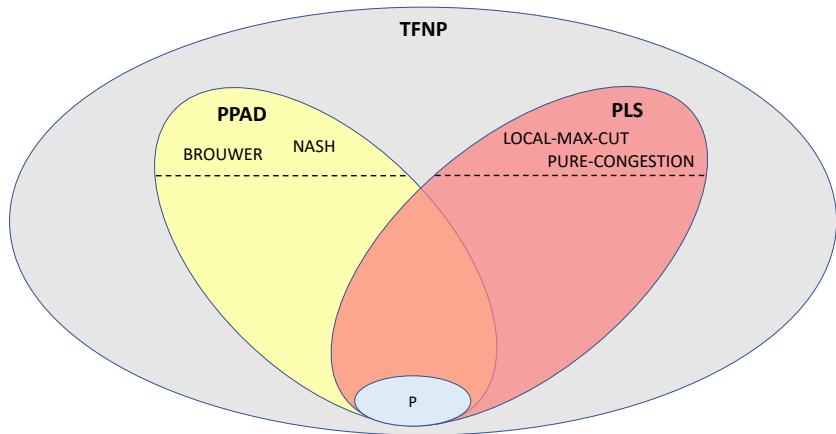 TFNP
PPAD
PLS
BROUWER
NASH
LOCAL-MAX-CUT
PURE-CONGESTION
P